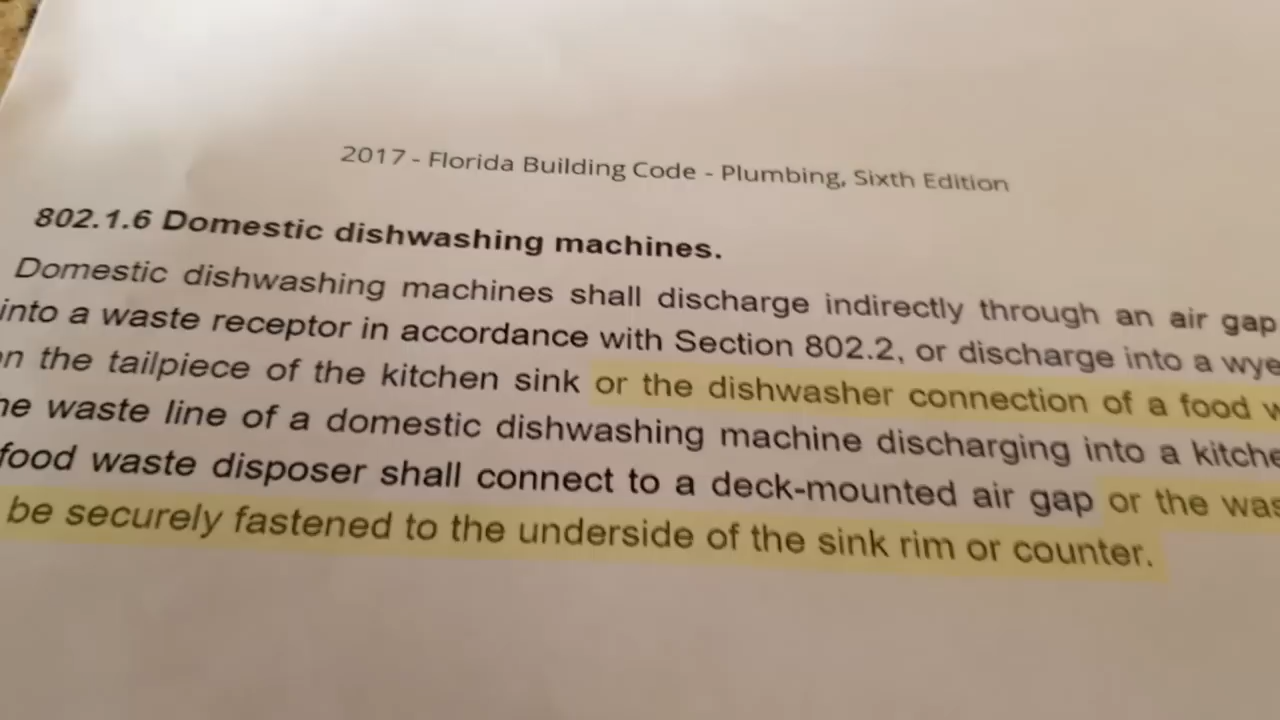 2017 - Florida Building Code - Plumbing, Sixth Edition
802.1.6 Domestic dishwashing machines.
Domestic dishwashing machines shall discharge indirectly through an air gap
into a waste receptor in accordance with Section 802.2, or discharge into a wye
the tailpiece of the kitchen sink or the dishwasher connection of a food
waste line of a domestic dishwashing machine discharging into a
food waste disposer shall connect to a deck-mounted air gap or the
be securely fastened to the underside of the sink rim or counter.